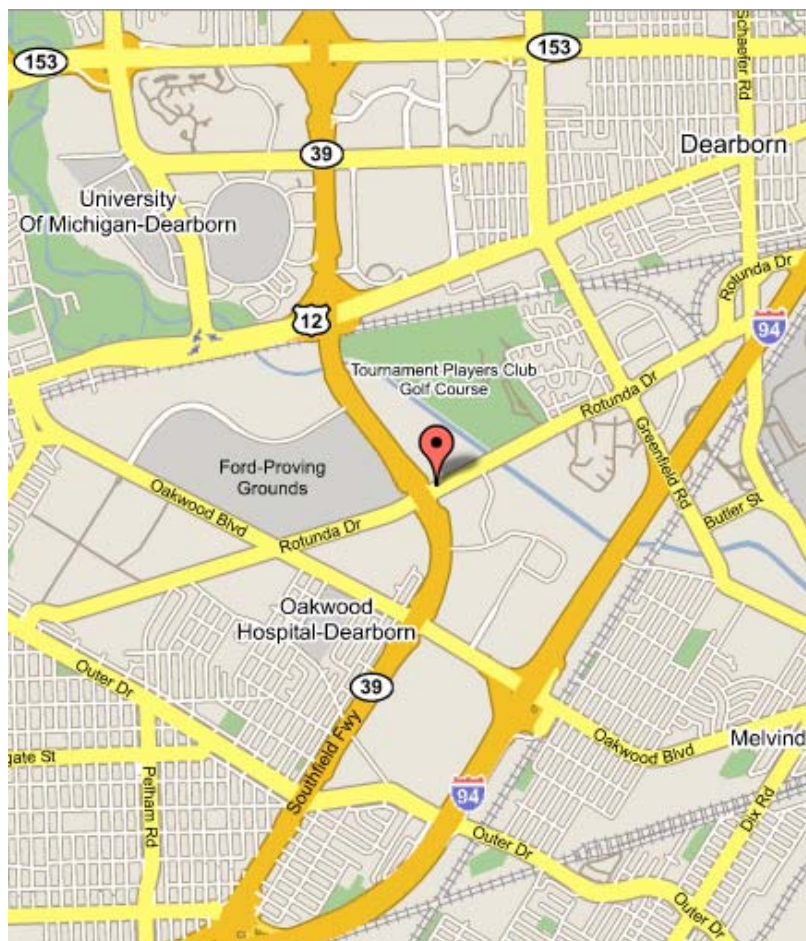 153
153
Schaefer Rd
39
Dearborn
University
Of Michigan-Dearborn
Rotunda Dr
12
94
Tournament Players Club
Golf Course
Rotunda Dr
Ford-Proving
Grounds
Greenfield Rd
Oakwood Blvd
Butler St
Rotunda Dr
Oakwood
Hospital-Dearborn
Outer Dr
39
Oakwood Blvd
Melvind
gate St
Southfield Fwy
Pelham Rd
94
Dix Rd
Outer Dr
Outer Dr